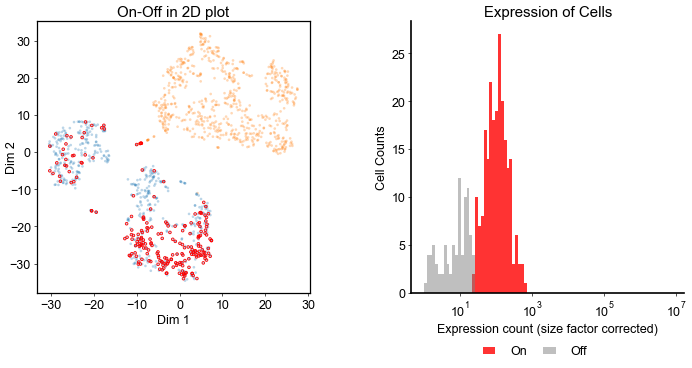 On-Off in 2D plot
30
20
10
0
−10
−20
−30
Dim 2
−30 −20 −10 0 10 20 30
Dim 1
Expression of Cells
25
20
15
10
5
0
Cell Counts
10^1 10^3 10^5 10^7
Expression count (size factor corrected)
On Off